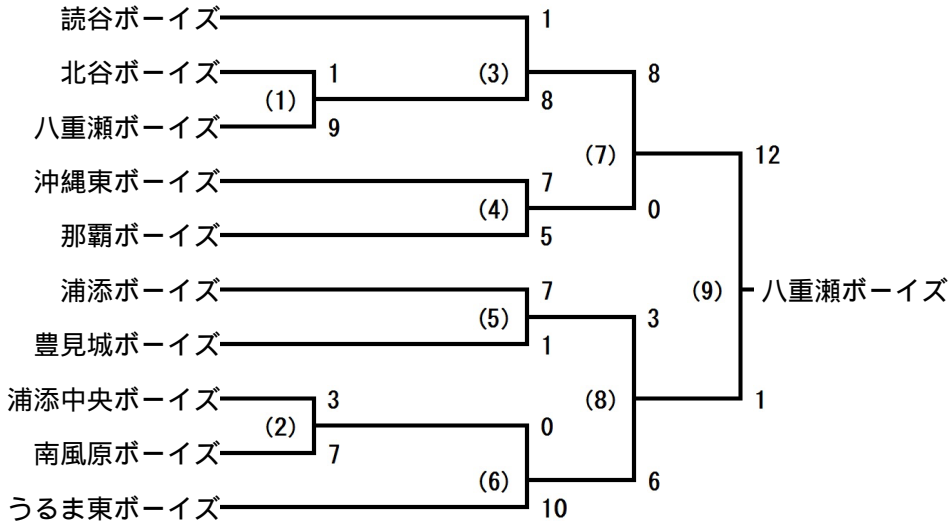 読谷ボーイズ 1
北谷ボーイズ 1 (3) 8
(1) 8
八重瀬ボーイズ 9
(7) 12
沖縄東ボーイズ 7
(4) 0
那覇ボーイズ 5
浦添ボーイズ 7 (9) 八重瀬ボーイズ
(5) 3
豊見城ボーイズ 1
浦添中央ボーイズ 3 (8) 1
(2) 0
南風原ボーイズ 7
(6) 6
うるま東ボーイズ 10